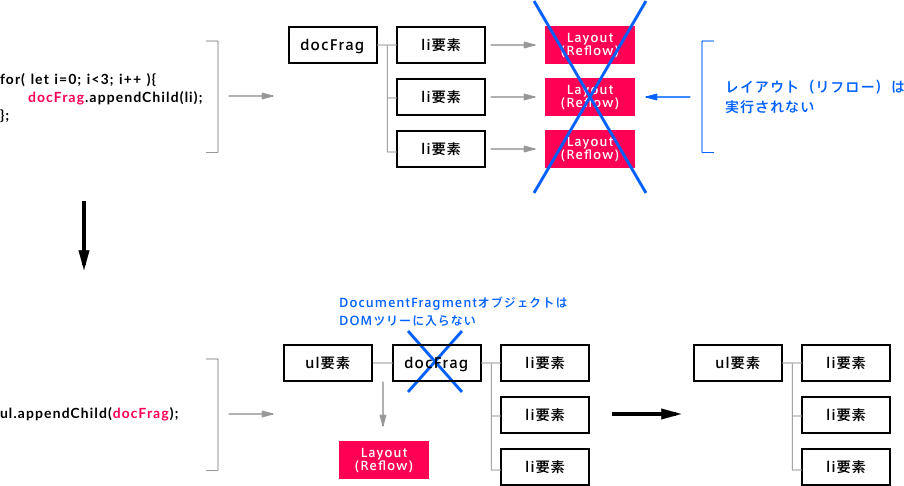 for( let i=0; i<3; i++ ){
docFrag.appendChild(li);
};
docFrag
li要素
li要素
li要素
Layout
(Reflow)
Layout
(Reflow)
Layout
(Reflow)
レイアウト（リフロー）は
実行されない
DocumentFragmentオブジェクトは
DOMツリーに入らない
ul.appendChild(docFrag);
ul要素
docFrag
li要素
li要素
li要素
Layout
(Reflow)
ul要素
li要素
li要素
li要素